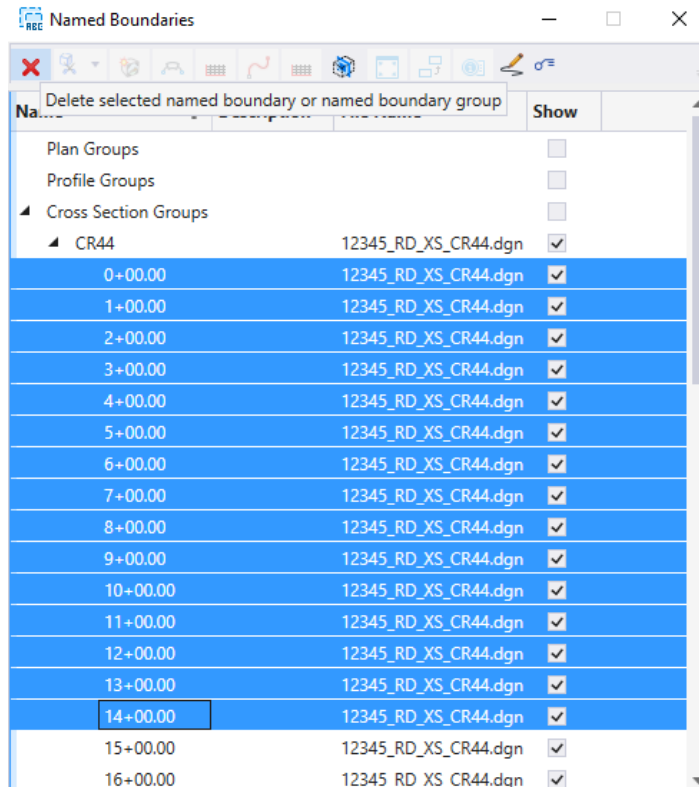 Named Boundaries
Delete selected named boundary or named boundary group
Show
Plan Groups
Profile Groups
Cross Section Groups
CR44 12345_RD_XS_CR44.dgn
0+00.00 12345_RD_XS_CR44.dgn
1+00.00 12345_RD_XS_CR44.dgn
2+00.00 12345_RD_XS_CR44.dgn
3+00.00 12345_RD_XS_CR44.dgn
4+00.00 12345_RD_XS_CR44.dgn
5+00.00 12345_RD_XS_CR44.dgn
6+00.00 12345_RD_XS_CR44.dgn
7+00.00 12345_RD_XS_CR44.dgn
8+00.00 12345_RD_XS_CR44.dgn
9+00.00 12345_RD_XS_CR44.dgn
10+00.00 12345_RD_XS_CR44.dgn
11+00.00 12345_RD_XS_CR44.dgn
12+00.00 12345_RD_XS_CR44.dgn
13+00.00 12345_RD_XS_CR44.dgn
14+00.00 12345_RD_XS_CR44.dgn
15+00.00 12345_RD_XS_CR44.dgn
16+00.00 12345_RD_XS_CR44.dgn